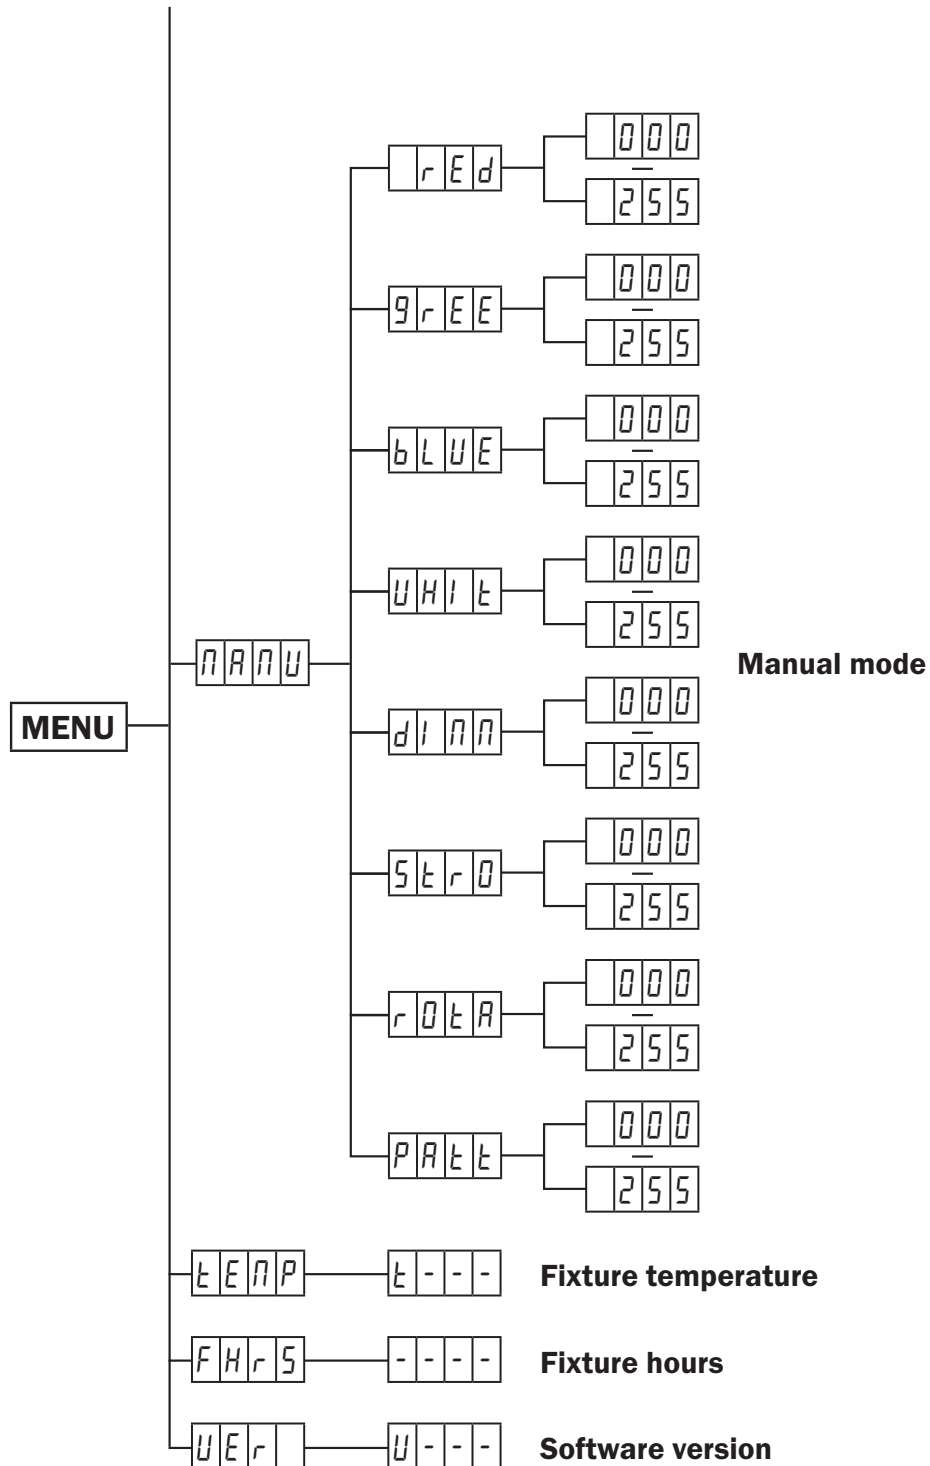 000
rEd
255
000
9rEE
255
000
bLUE
255
000
UHIt
255
MANU
Manual mode
000
MENU
dIMM
255
000
StrO
255
000
rOtA
255
000
PAtt
255
tEMP t--- Fixture temperature
FHrS ---- Fixture hours
UEr U--- Software version